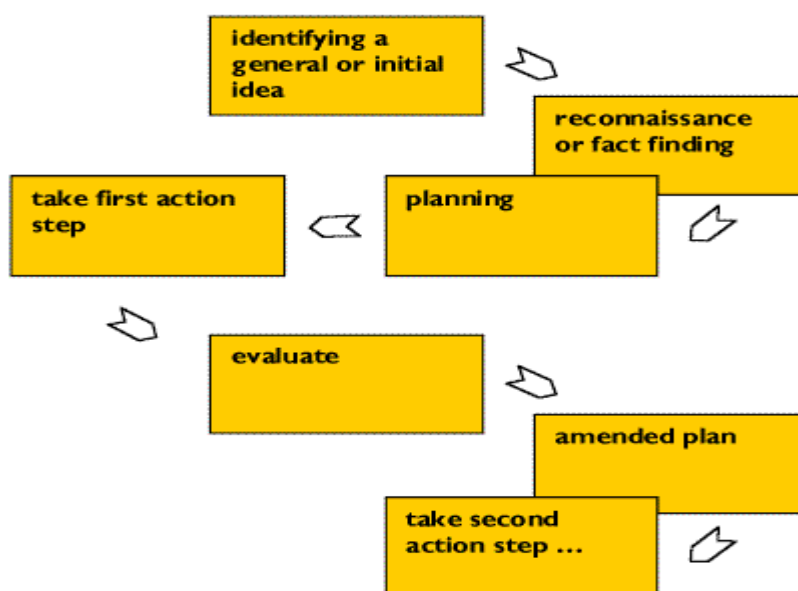 identifying a
general or initial
idea
reconnaissance
or fact finding
planning
take first action
step
evaluate
amended plan
take second
action step ...